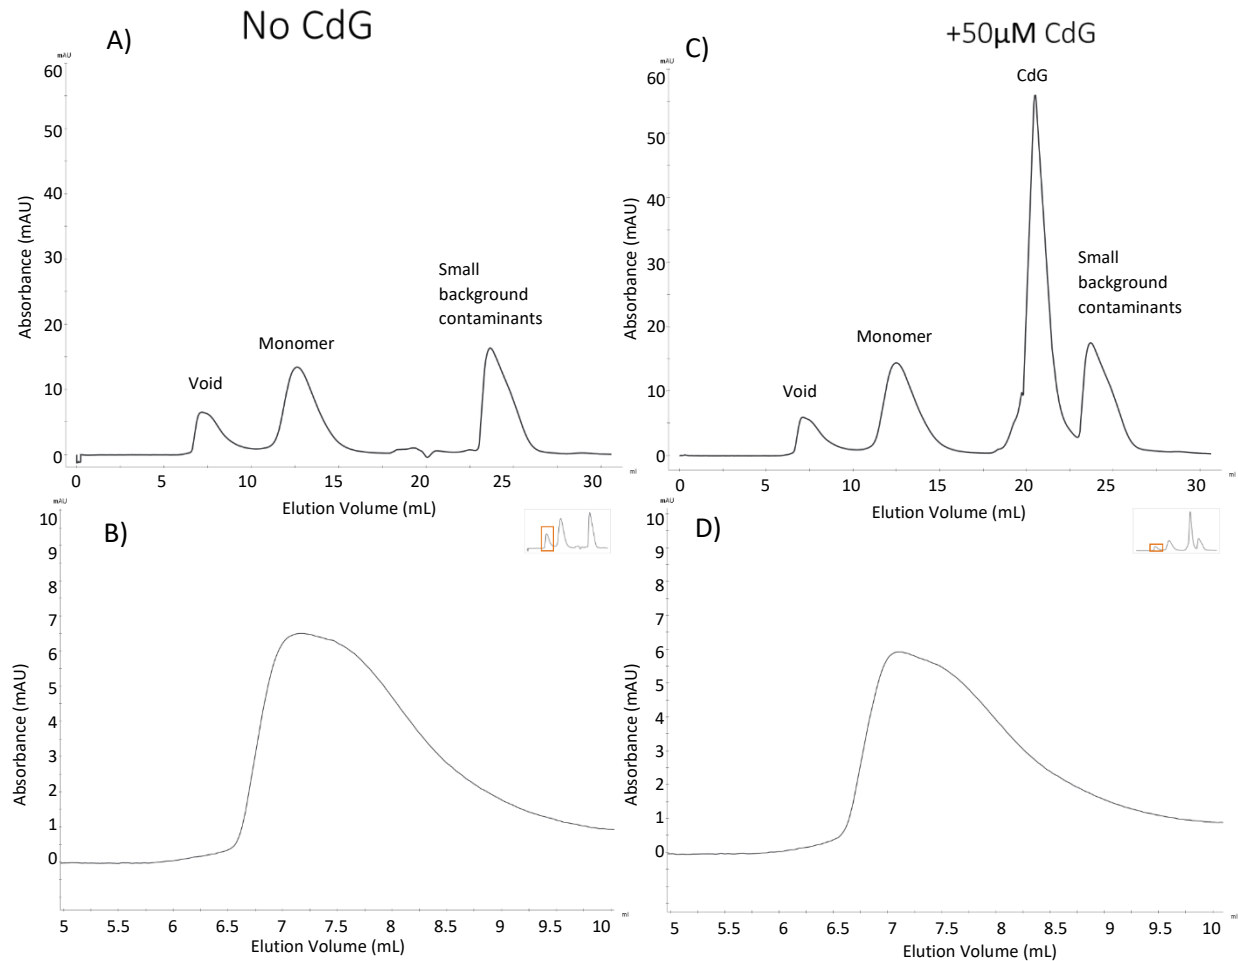 No CdG
+50μM CdG
A)
mAU
60
50
40
30
20
10
0
Absorbance (mAU)
Void
Monomer
Small
background
contaminants
0 5 10 15 20 25 30
ml
Elution Volume (mL)
C)
mAU
60
50
40
30
20
10
0
Absorbance (mAU)
Void
Monomer
CdG
Small
background
contaminants
0 5 10 15 20 25 30
ml
Elution Volume (mL)
B)
mAU
10
9
8
7
6
5
4
3
2
1
0
Absorbance (mAU)
5 5.5 6 6.5 7 7.5 8 8.5 9 9.5 10
ml
Elution Volume (mL)
D)
mAU
10
9
8
7
6
5
4
3
2
1
0
Absorbance (mAU)
5 5.5 6 6.5 7 7.5 8 8.5 9 9.5 10
ml
Elution Volume (mL)